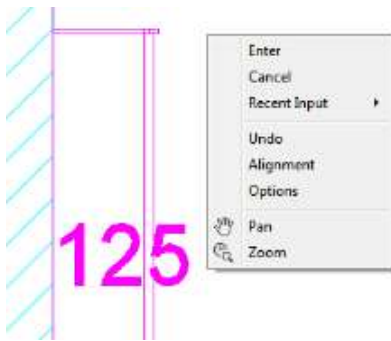 Enter
Cancel
Recent Input
Undo
Alignment
Options
125
Pan
Zoom